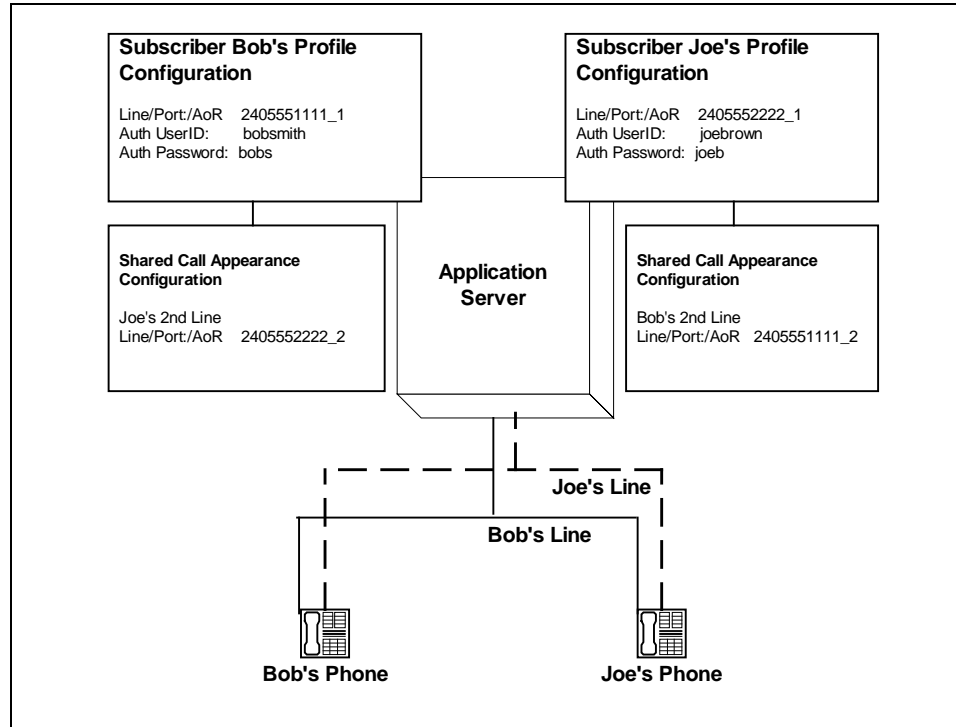 Subscriber Bob's Profile
Configuration
Line/Port:/AoR 2405551111_1
Auth UserID: bobsmith
Auth Password: bobs
Subscriber Joe's Profile
Configuration
Line/Port:/AoR 2405552222_1
Auth UserID: joebrown
Auth Password: joeb
Shared Call Appearance
Configuration
Joe's 2nd Line
Line/Port:/AoR 2405552222_2
Application
Server
Shared Call Appearance
Configuration
Bob's 2nd Line
Line/Port:/AoR 2405551111_2
Joe's Line
Bob's Line
Bob's Phone
Joe's Phone